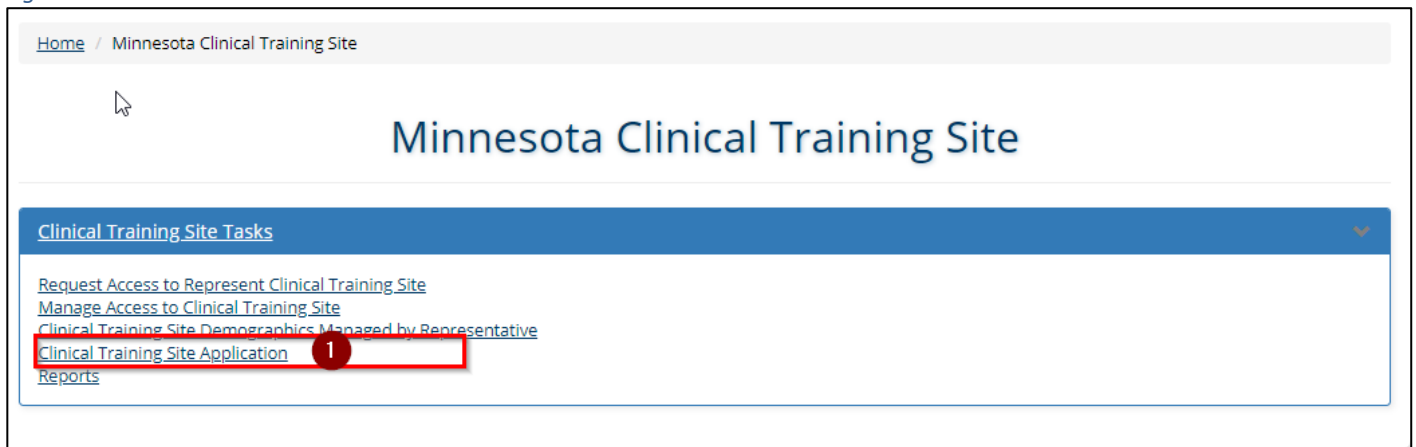 Home / Minnesota Clinical Training Site
Minnesota Clinical Training Site
Clinical Training Site Tasks
Request Access to Represent Clinical Training Site
Manage Access to Clinical Training Site
Clinical Training Site Demographics Managed by Representative
Clinical Training Site Application 1
Reports